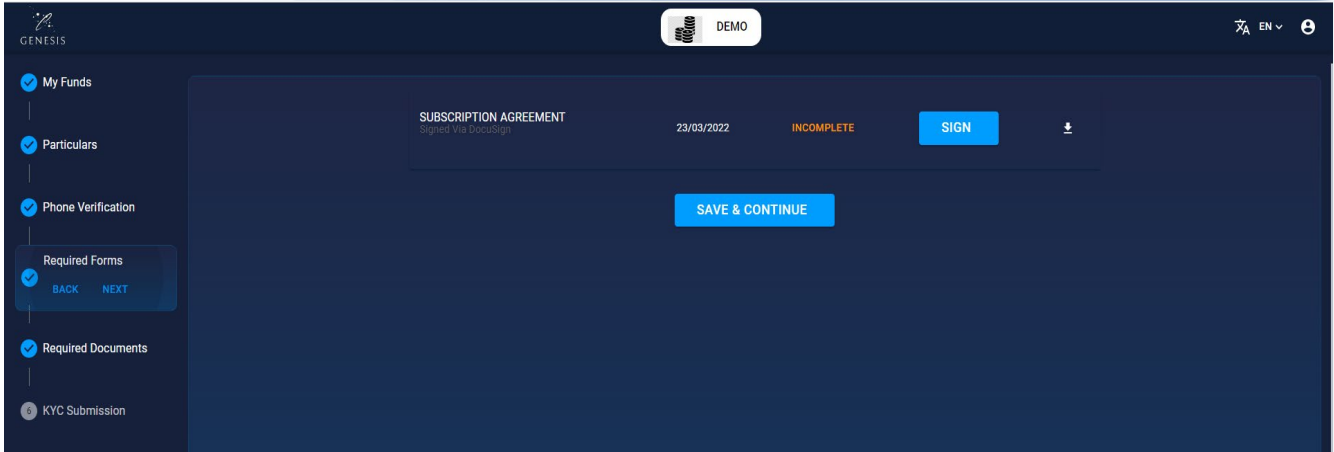 GENESIS
DEMO
EN
My Funds
Particulars
Phone Verification
Required Forms
BACK NEXT
Required Documents
6 KYC Submission
SUBSCRIPTION AGREEMENT
Signed Via DocuSign
23/03/2022
INCOMPLETE
SIGN
SAVE & CONTINUE